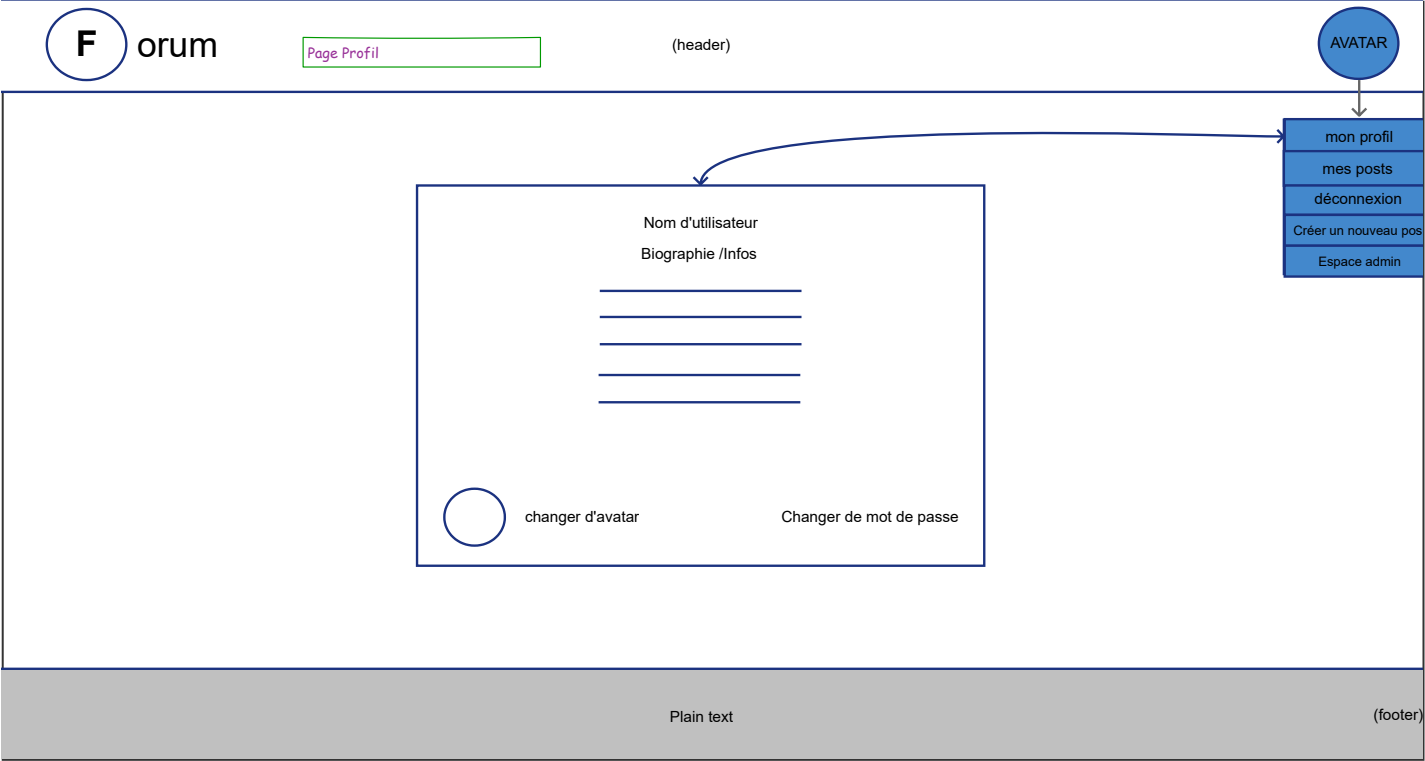 F orum
Page Profil
(header)
AVATAR
mon profil
mes posts
déconnexion
Créer un nouveau pos
Espace admin
Nom d'utilisateur
Biographie /Infos
changer d'avatar
Changer de mot de passe
Plain text
(footer)